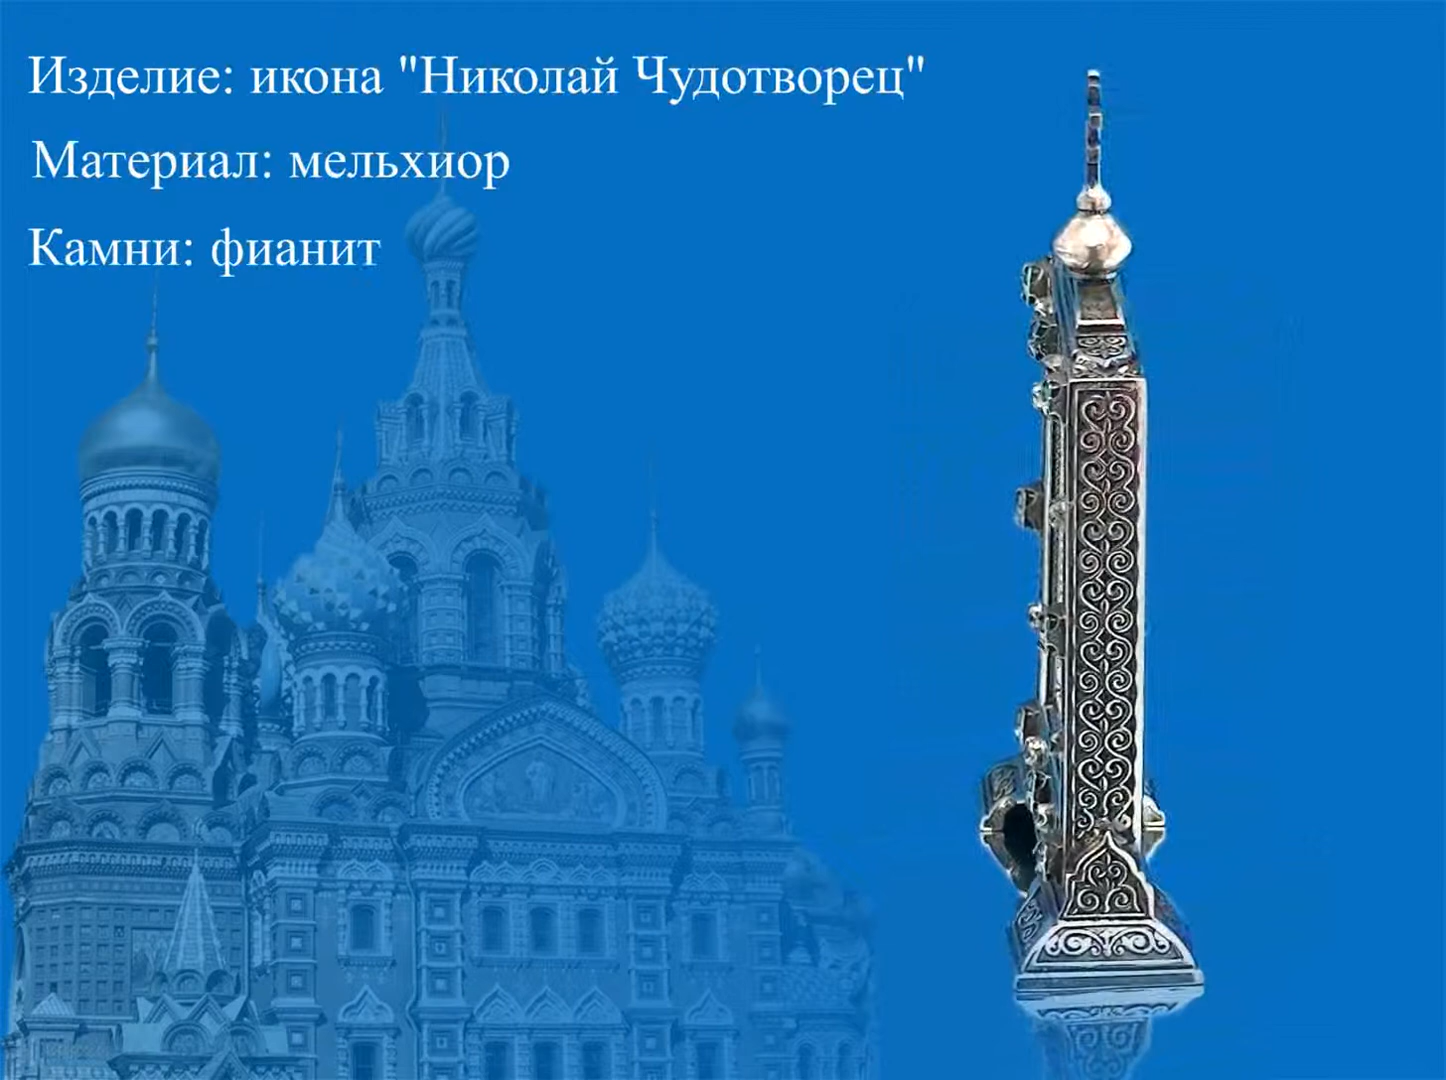 Изделие: икона "Николай Чудотворец"
Материал: мельхиор
Камни: фианит